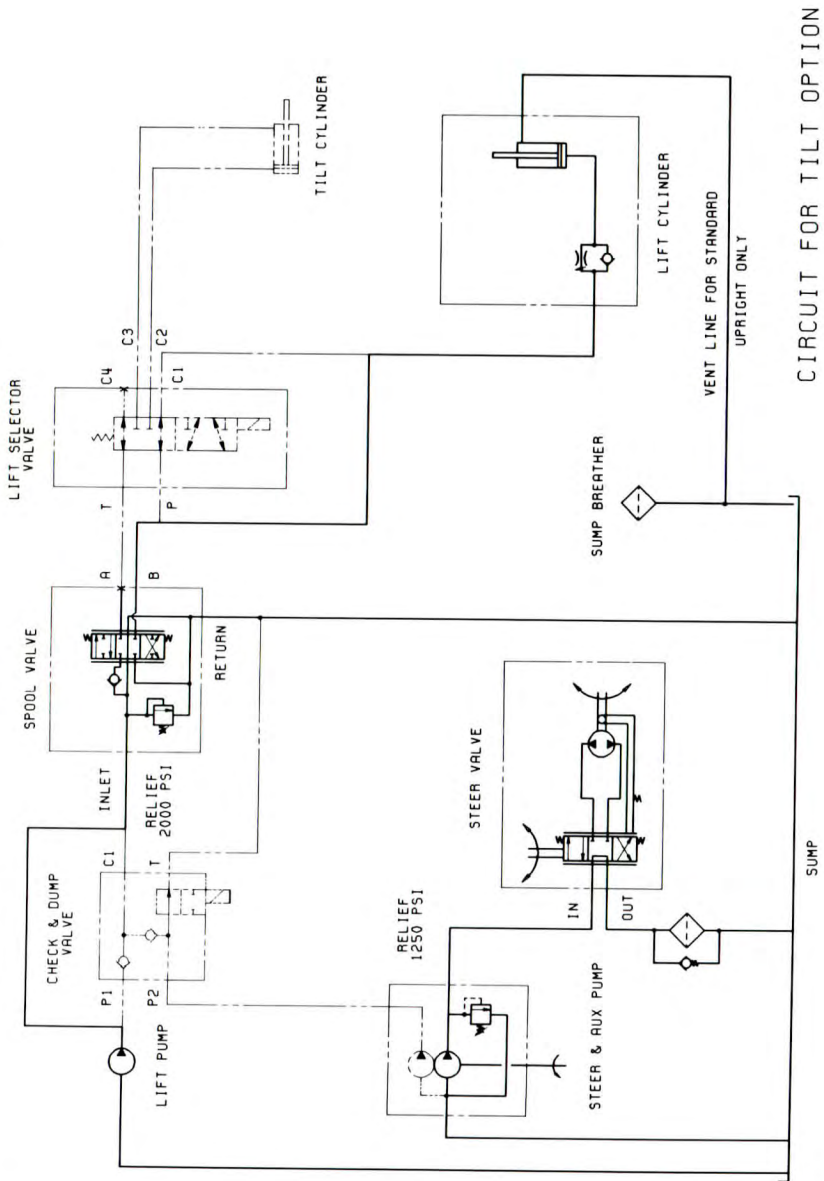 LIFT SELECTOR
VALVE
T
P
C4
C3
C2
C1
TILT CYLINDER
SPOOL VALVE
A
B
INLET
RETURN
RELIEF
2000 PSI
CHECK & DUMP
VALVE
P1
P2
C1
T
LIFT PUMP
LIFT CYLINDER
VENT LINE FOR STANDARD
UPRIGHT ONLY
SUMP BREATHER
STEER VALVE
IN
OUT
RELIEF
1250 PSI
STEER & AUX PUMP
SUMP
CIRCUIT FOR TILT OPTION